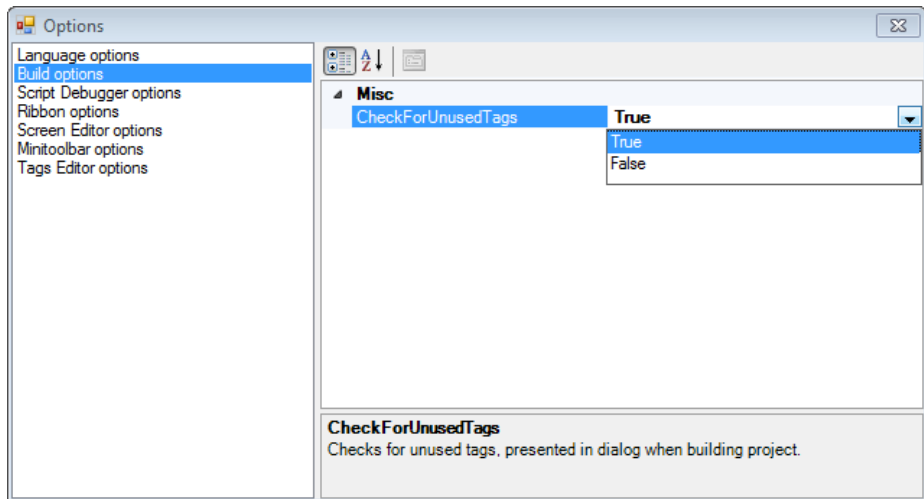 Options
Language options
Build options
Script Debugger options
Ribbon options
Screen Editor options
Minitoolbar options
Tags Editor options
A
Z
Misc
CheckForUnusedTags True
True
False
CheckForUnusedTags
Checks for unused tags, presented in dialog when building project.